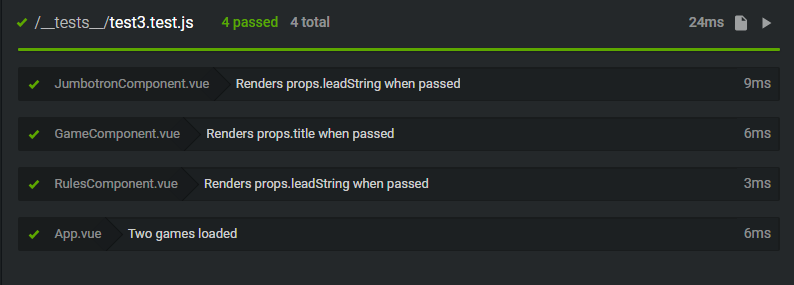 /__tests__/test3.test.js 4 passed 4 total 24ms
JumbotronComponent.vue Renders props.leadString when passed 9ms
GameComponent.vue Renders props.title when passed 6ms
RulesComponent.vue Renders props.leadString when passed 3ms
App.vue Two games loaded 6ms